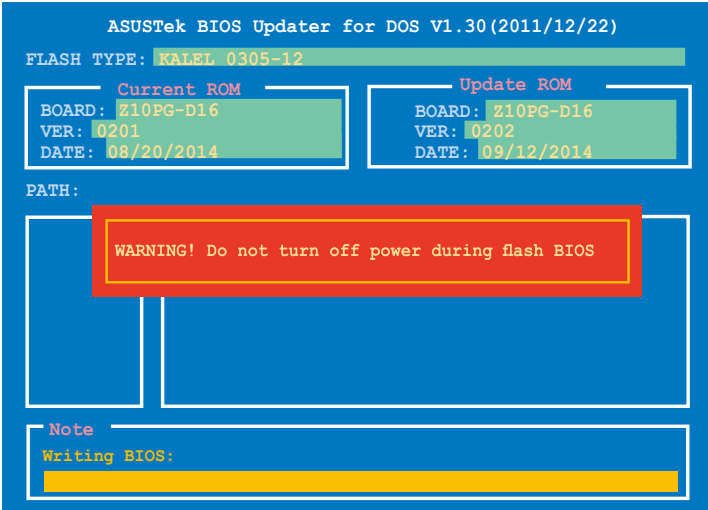 ASUSTek BIOS Updater for DOS V1.30(2011/12/22)
FLASH TYPE: KALEL 0305-12
Current ROM
BOARD: Z10PG-D16
VER: 0201
DATE: 08/20/2014
Update ROM
BOARD: Z10PG-D16
VER: 0202
DATE: 09/12/2014
PATH:
WARNING! Do not turn off power during flash BIOS
Note
Writing BIOS: